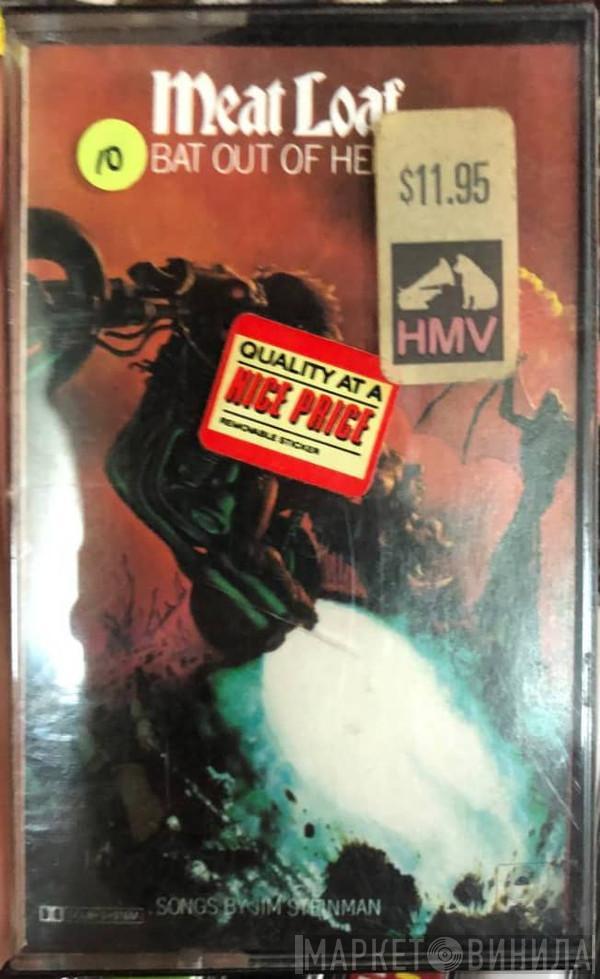 Meat Loaf
10
BAT OUT OF HE
$11.95
HMV
QUALITY AT A
NICE PRICE
REMOVABLE STICKER
SONGS BY JIM STEINMAN
МАРКЕТ ВИНИЛА